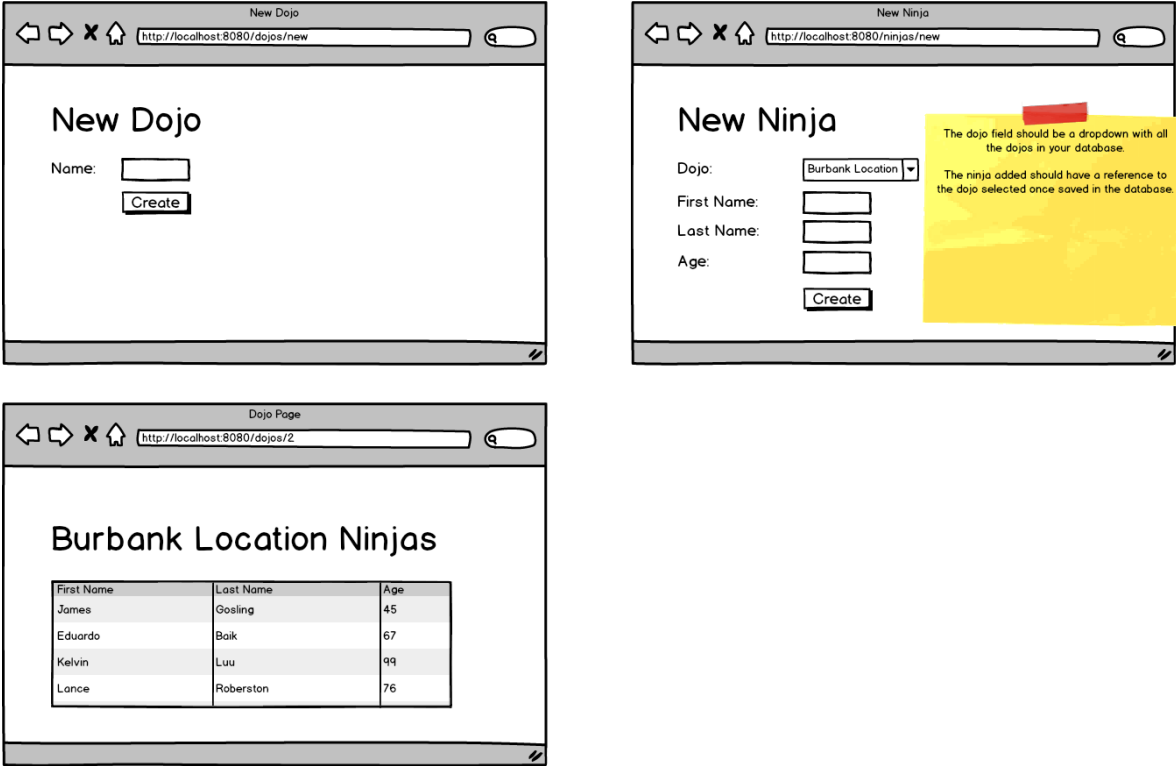 New Dojo
http://localhost:8080/dojos/new
New Dojo
Name:
Create
New Ninja
http://localhost:8080/ninjas/new
New Ninja
Dojo: Burbank Location
First Name:
Last Name:
Age:
Create
The dojo field should be a dropdown with all
the dojos in your database.
The ninja added should have a reference to
the dojo selected once saved in the database.
Dojo Page
http://localhost:8080/dojos/2
Burbank Location Ninjas
First Name Last Name Age
James Gosling 45
Eduardo Baik 67
Kelvin Luu 99
Lance Roberston 76